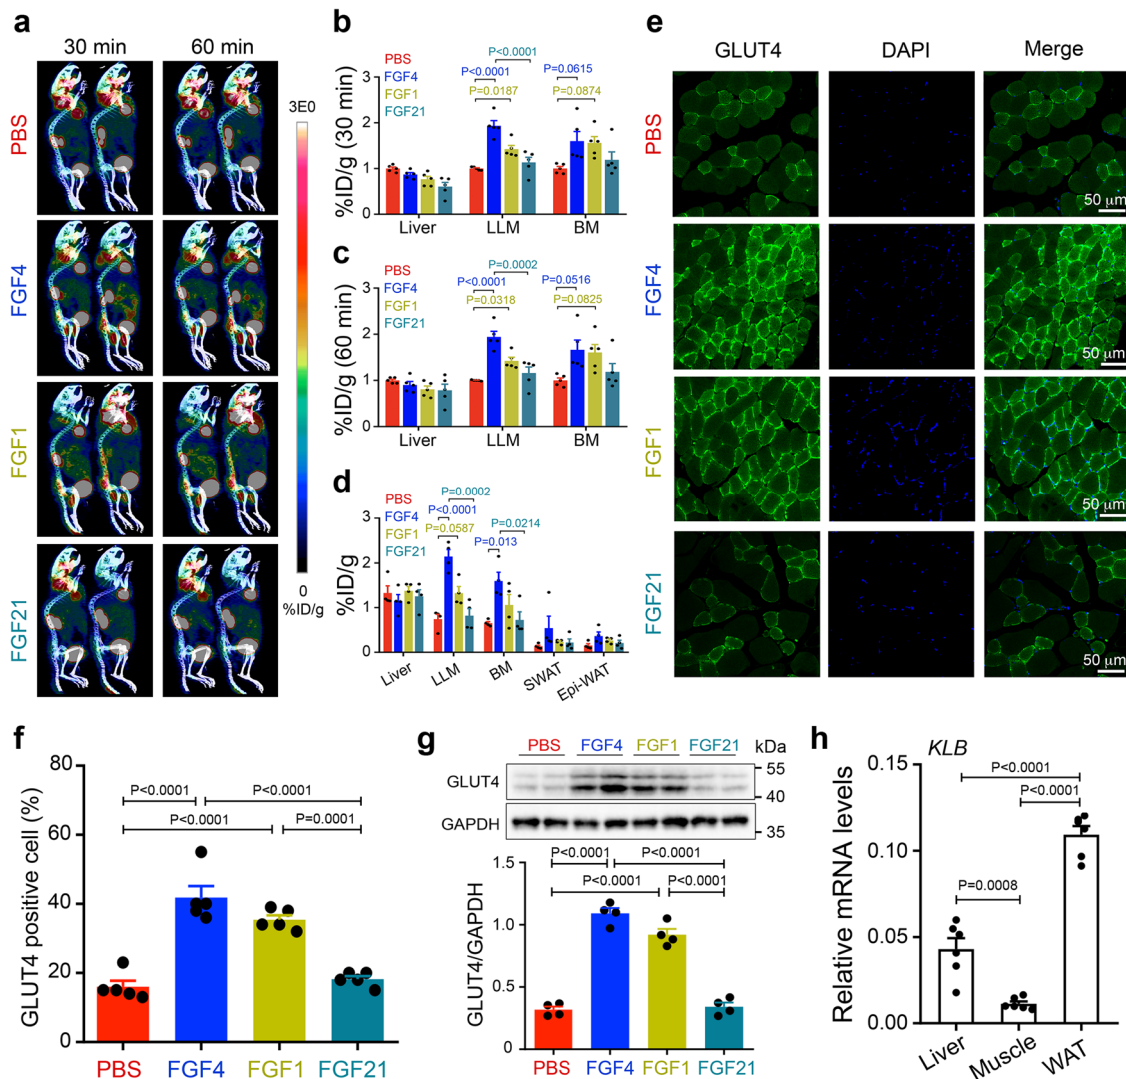 a
30 min
60 min
PBS
FGF4
FGF1
FGF21
3E0
0
%ID/g
b
PBS
FGF4
FGF1
FGF21
P<0.0001
P<0.0001
P=0.0187
P=0.0615
P=0.0874
%ID/g (30 min)
3
2
1
0
Liver
LLM
BM
c
PBS
FGF4
FGF1
FGF21
P=0.0002
P<0.0001
P=0.0318
P=0.0516
P=0.0825
%ID/g (60 min)
3
2
1
0
Liver
LLM
BM
d
PBS
FGF4
FGF1
FGF21
P=0.0002
P<0.0001
P=0.0587
P=0.0214
P=0.013
%ID/g
3
2
1
0
Liver
LLM
BM
SWAT
Epi-WAT
e
GLUT4
DAPI
Merge
PBS
50 μm
FGF4
50 μm
FGF1
50 μm
FGF21
50 μm
f
GLUT4 positive cell (%)
80
60
40
20
0
P<0.0001
P<0.0001
P<0.0001
P=0.0001
PBS
FGF4
FGF1
FGF21
g
PBS
FGF4
FGF1
FGF21
kDa
GLUT4
55
40
GAPDH
35
P<0.0001
P<0.0001
P<0.0001
P<0.0001
GLUT4/GAPDH
1.5
1.0
0.5
0
PBS
FGF4
FGF1
FGF21
h
KLB
P<0.0001
P<0.0001
P=0.0008
Relative mRNA levels
0.15
0.10
0.05
0.00
Liver
Muscle
WAT